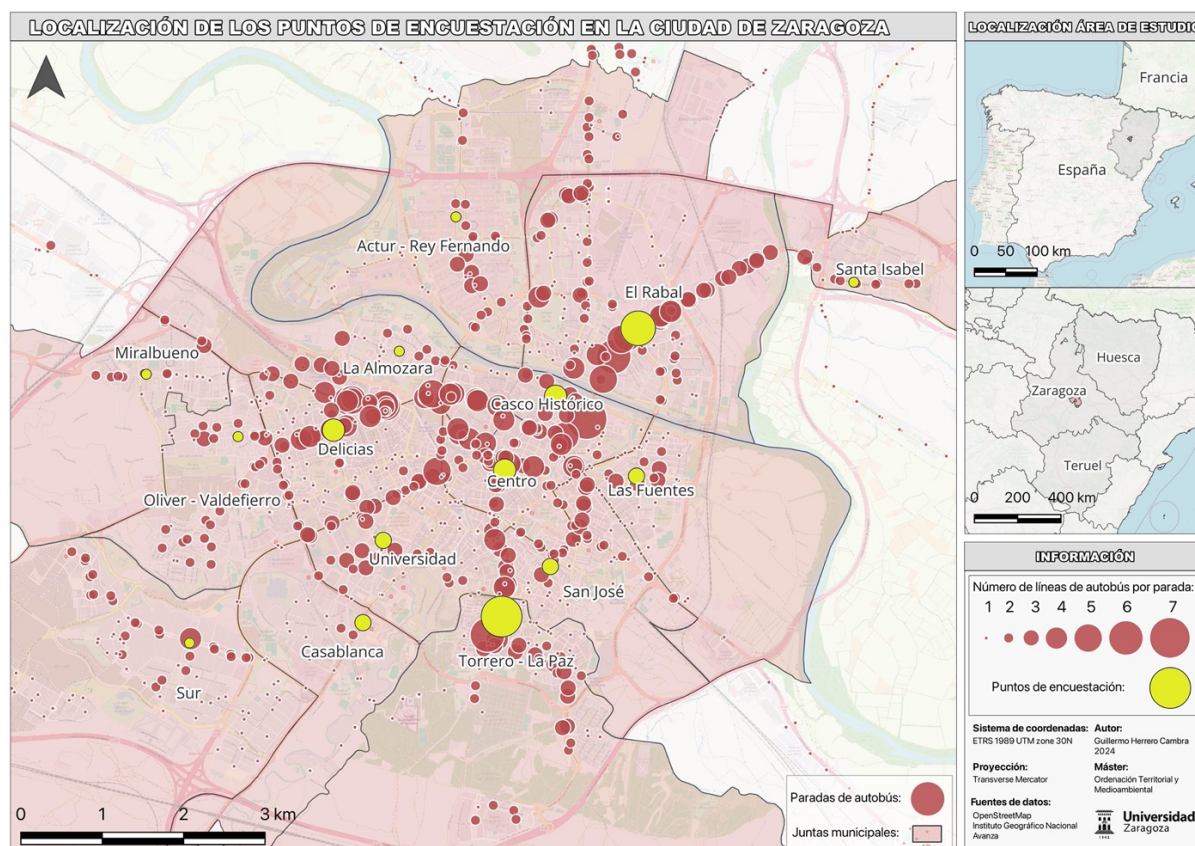 LOCALIZACIÓN DE LOS PUNTOS DE ENCUESTACIÓN EN LA CIUDAD DE ZARAGOZA
Actur - Rey Fernando
Santa Isabel
El Rabal
Miralbueno
La Almozara
Casco Histórico
Delicias
Centro
Las Fuentes
Oliver - Valdefierro
Universidad
San José
Casablanca
Torrero - La Paz
Sur
0 1 2 3 km
Paradas de autobús:
Juntas municipales:
LOCALIZACIÓN ÁREA DE ESTUDIO
Francia
España
0 50 100 km
Huesca
Zaragoza
Teruel
0 200 400 km
INFORMACIÓN
Número de líneas de autobús por parada:
1 2 3 4 5 6 7
Puntos de encuestación:
Sistema de coordenadas:
ETRS 1989 UTM zone 30N
Autor:
Guillermo Herrero Cambra
2024
Proyección:
Transverse Mercator
Máster:
Ordenación Territorial y
Medioambiental
Fuentes de datos:
OpenStreetMap
Instituto Geográfico Nacional
Avanza
Universidad
Zaragoza
1542